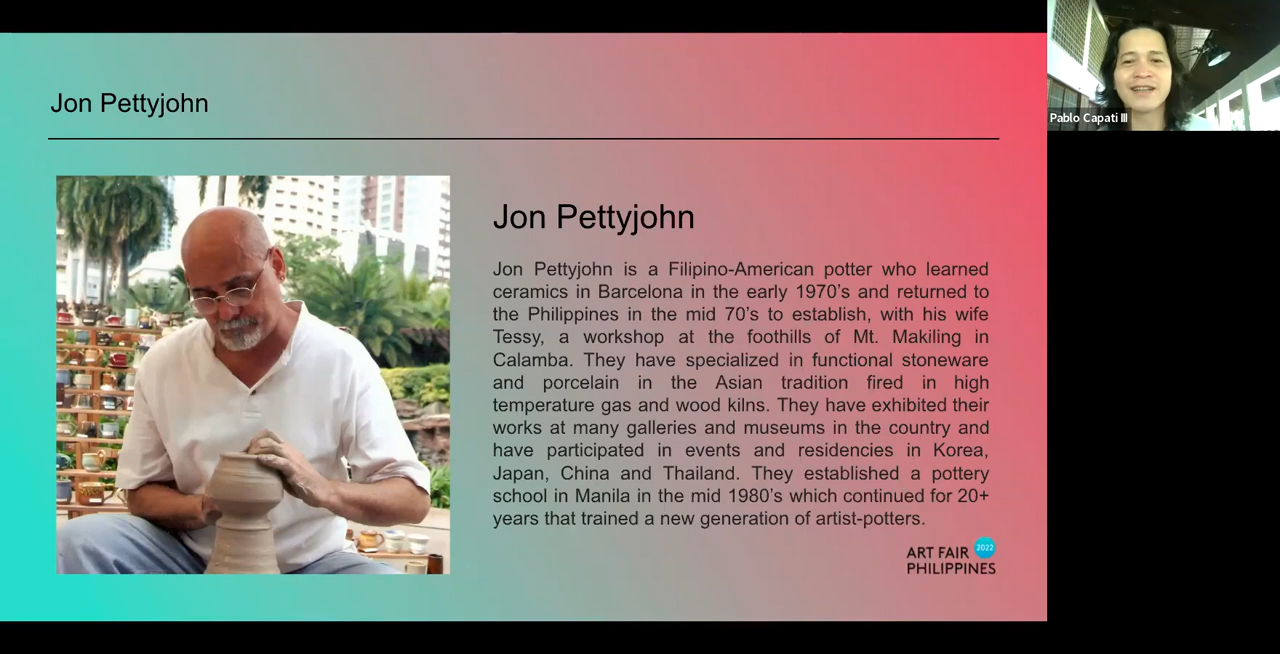 Jon Pettyjohn
Pablo Capati III
Jon Pettyjohn
Jon Pettyjohn is a Filipino-American potter who learned
ceramics in Barcelona in the early 1970’s and returned to
the Philippines in the mid 70’s to establish, with his wife
Tessy, a workshop at the foothills of Mt. Makiling in
Calamba. They have specialized in functional stoneware
and porcelain in the Asian tradition fired in high
temperature gas and wood kilns. They have exhibited their
works at many galleries and museums in the country and
have participated in events and residencies in Korea,
Japan, China and Thailand. They established a pottery
school in Manila in the mid 1980’s which continued for 20+
years that trained a new generation of artist-potters.
ART FAIR 2022
PHILIPPINES